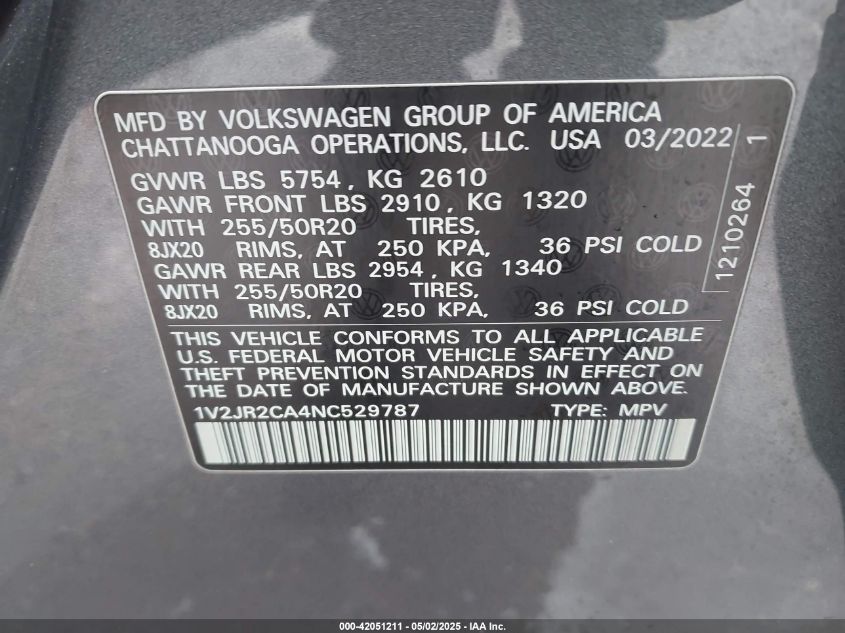 MFD BY VOLKSWAGEN GROUP OF AMERICA
CHATTANOOGA OPERATIONS, LLC. USA 03/2022
GVWR LBS 5754, KG 2610
GAWR FRONT LBS 2910, KG 1320
WITH 255/50R20 TIRES,
8JX20 RIMS, AT 250 KPA, 36 PSI COLD
GAWR REAR LBS 2954, KG 1340
WITH 255/50R20 TIRES,
8JX20 RIMS, AT 250 KPA, 36 PSI COLD
1210264 1
THIS VEHICLE CONFORMS TO ALL APPLICABLE
U.S. FEDERAL MOTOR VEHICLE SAFETY AND
THEFT PREVENTION STANDARDS IN EFFECT ON
THE DATE OF MANUFACTURE SHOWN ABOVE.
1V2JR2CA4NC529787 TYPE: MPV
000-42051211 - 05/02/2025 - IAA Inc.